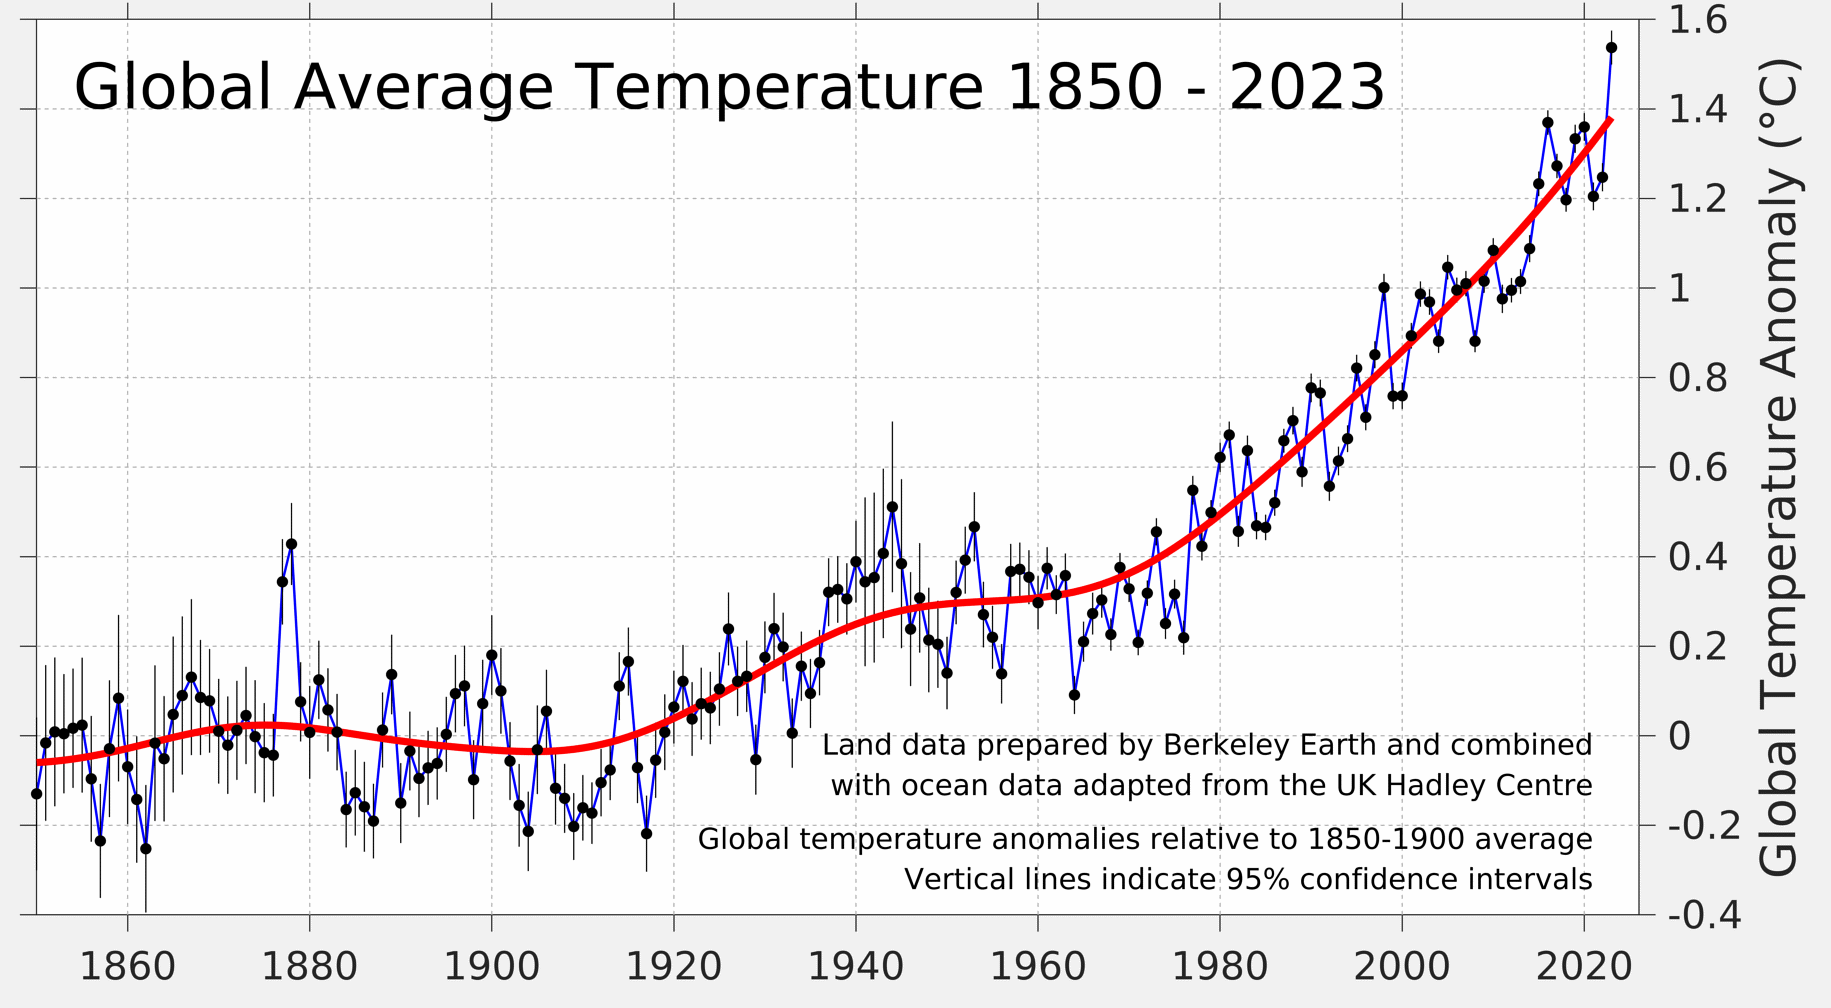 Global Average Temperature 1850 - 2023
1.6
1.4
1.2
1
0.8
0.6
0.4
0.2
0
-0.2
-0.4
Global Temperature Anomaly (°C)
Land data prepared by Berkeley Earth and combined
with ocean data adapted from the UK Hadley Centre
Global temperature anomalies relative to 1850-1900 average
Vertical lines indicate 95% confidence intervals
1860 1880 1900 1920 1940 1960 1980 2000 2020